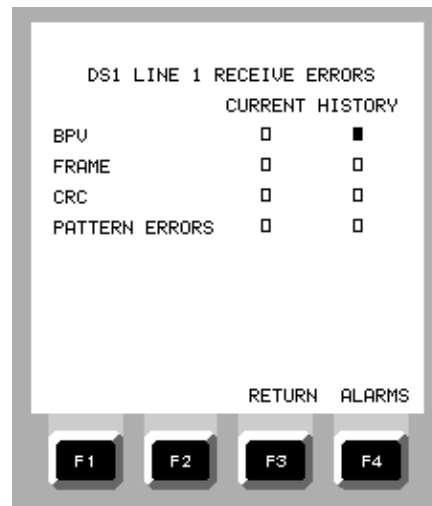 DS1 LINE 1 RECEIVE ERRORS
CURRENT HISTORY
BPV
FRAME
CRC
PATTERN ERRORS
RETURN ALARMS
F1 F2 F3 F4